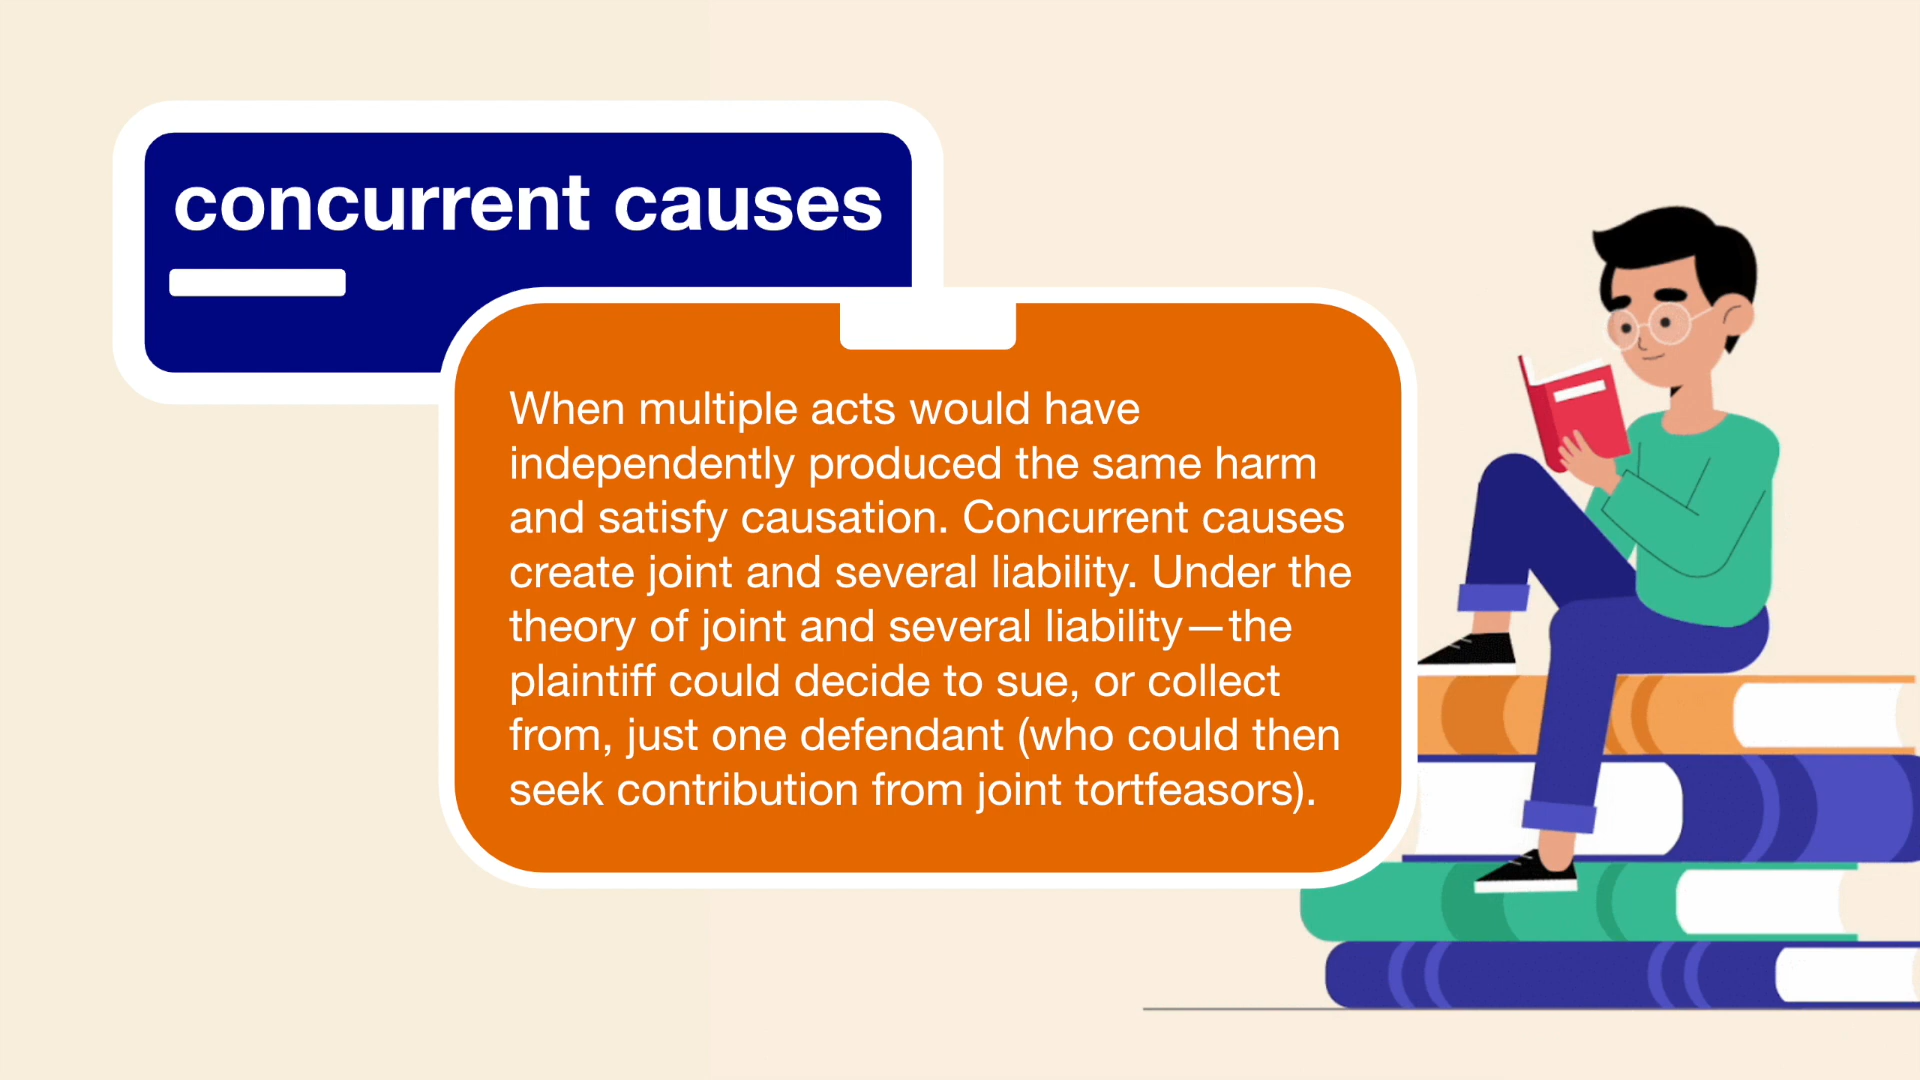 concurrent causes
When multiple acts would have
independently produced the same harm
and satisfy causation. Concurrent causes
create joint and several liability. Under the
theory of joint and several liability—the
plaintiff could decide to sue, or collect
from, just one defendant (who could then
seek contribution from joint tortfeasors).